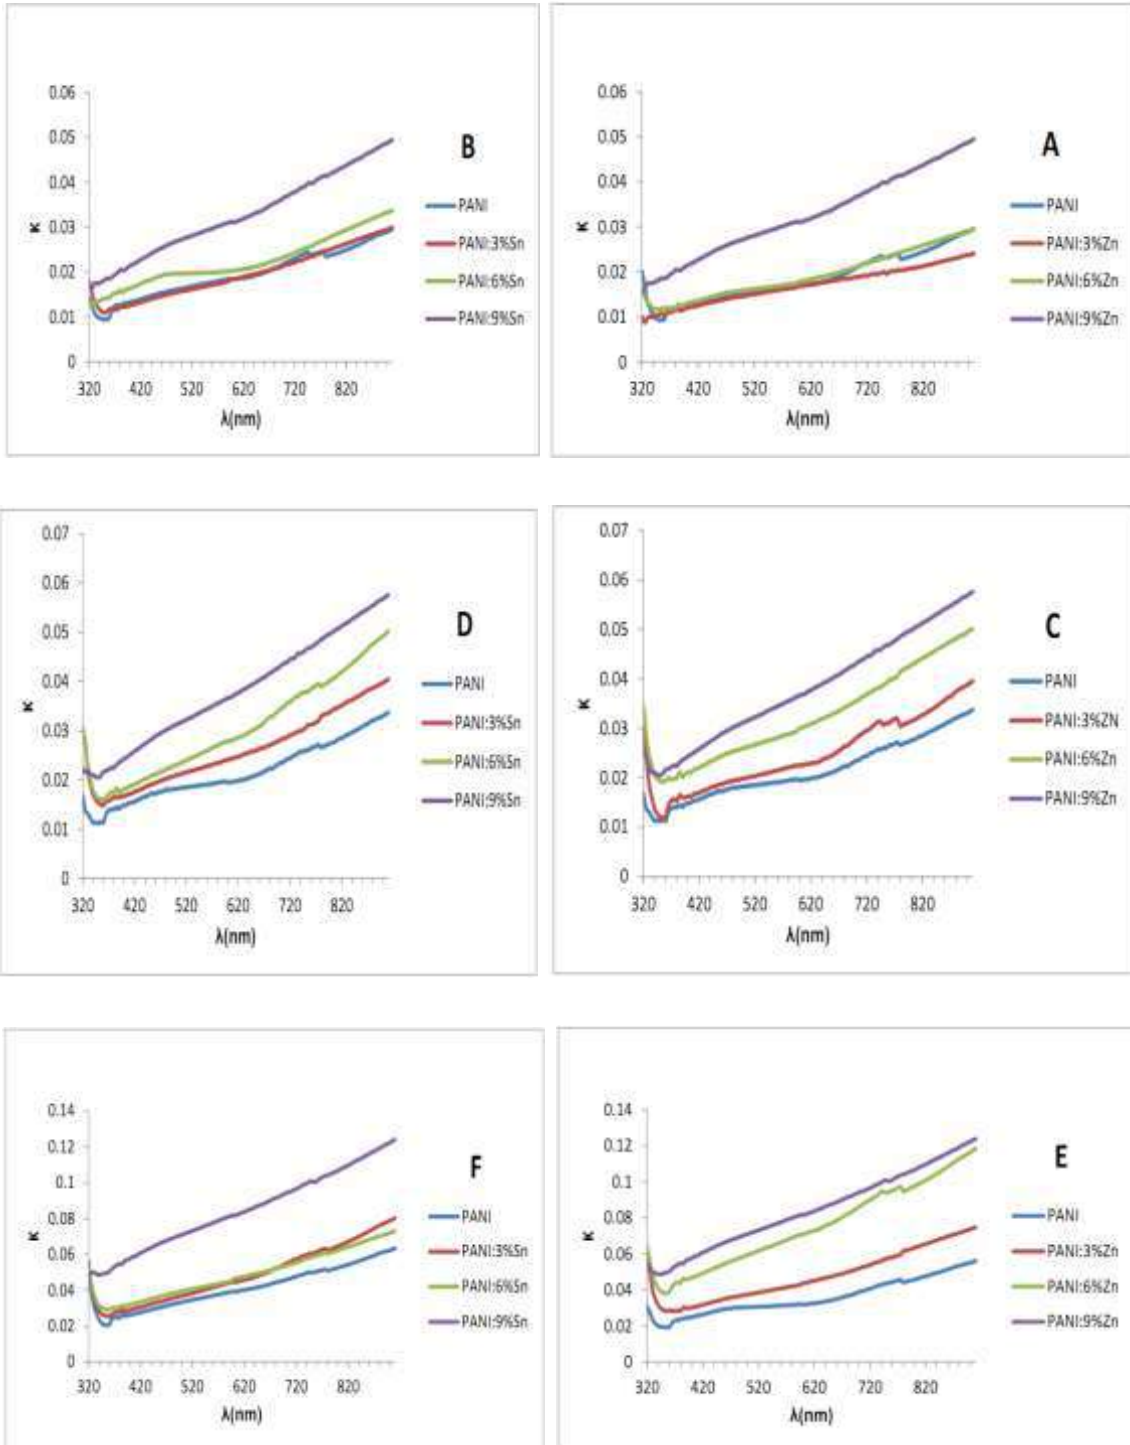 0.06
0.05
0.04
0.03
0.02
0.01
0
320 420 520 620 720 820
λ(nm)
K
B
PANI
PANI:3%Sn
PANI:6%Sn
PANI:9%Sn
0.06
0.05
0.04
0.03
0.02
0.01
0
320 420 520 620 720 820
λ(nm)
K
A
PANI
PANI:3%Zn
PANI:6%Zn
PANI:9%Zn
0.07
0.06
0.05
0.04
0.03
0.02
0.01
0
320 420 520 620 720 820
λ(nm)
K
D
PANI
PANI:3%Sn
PANI:6%Sn
PANI:9%Sn
0.07
0.06
0.05
0.04
0.03
0.02
0.01
0
320 420 520 620 720 820
λ(nm)
K
C
PANI
PANI:3%ZN
PANI:6%Zn
PANI:9%Zn
0.14
0.12
0.1
0.08
0.06
0.04
0.02
0
320 420 520 620 720 820
λ(nm)
K
F
PANI
PANI:3%Sn
PANI:6%Sn
PANI:9%Sn
0.14
0.12
0.1
0.08
0.06
0.04
0.02
0
320 420 520 620 720 820
λ(nm)
K
E
PANI
PANI:3%Zn
PANI:6%Zn
PANI:9%Zn